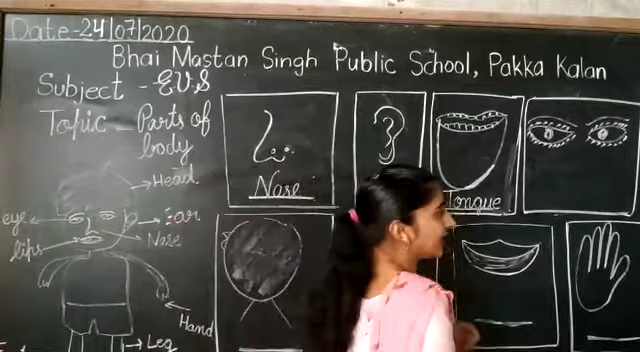 Date-24/07/2020
Bhai Mastan Singh Public School, Pakka Kalan
Subject - E.V.S
Topic - Parts of
body
Head
eye
Ear
Nose
lips
Hand
Leg
Nose
Tongue